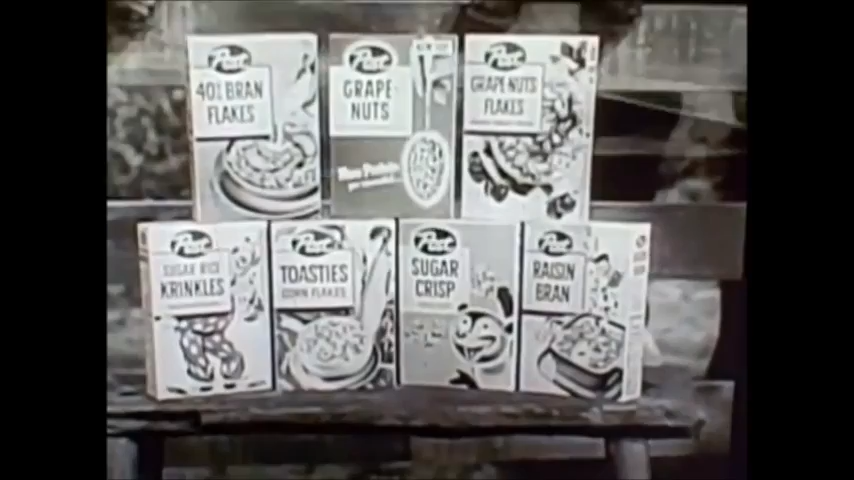 Post
40% BRAN
FLAKES
Post
GRAPE-
NUTS
Post
GRAPE-NUTS
FLAKES
Post
SUGAR RICE
KRINKLES
Post
TOASTIES
CORN FLAKES
Post
SUGAR
CRISP
Post
RAISIN
BRAN